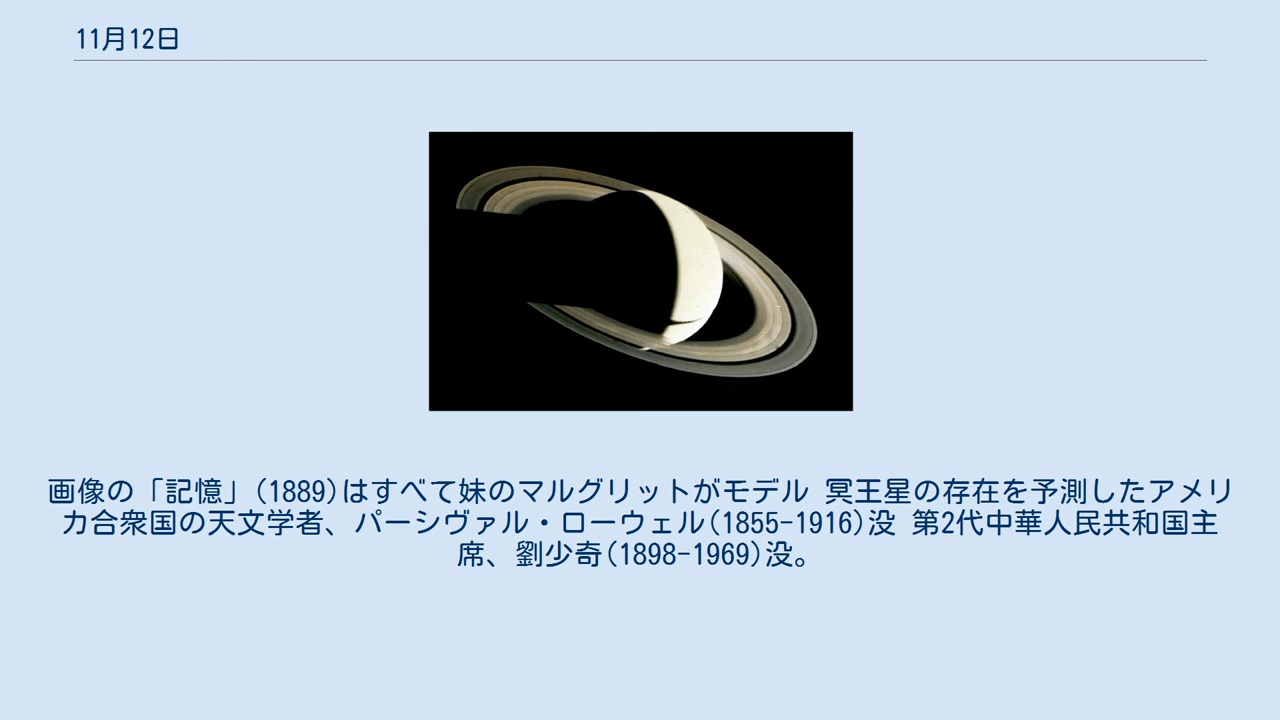 11月12日
画像の「記憶」(1889)はすべて妹のマルグリットがモデル 冥王星の存在を予測したアメリ
カ合衆国の天文学者、パーシヴァル・ローウェル(1855-1916)没 第2代中華人民共和国主
席、劉少奇(1898-1969)没。